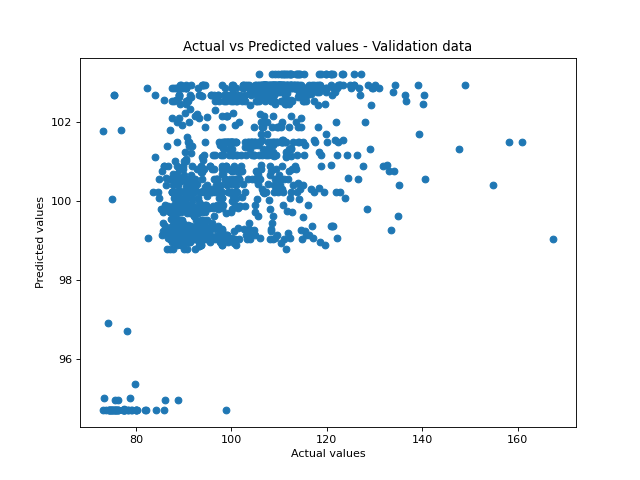 Actual vs Predicted values - Validation data
Predicted values
102
100
98
96
80 100 120 140 160
Actual values